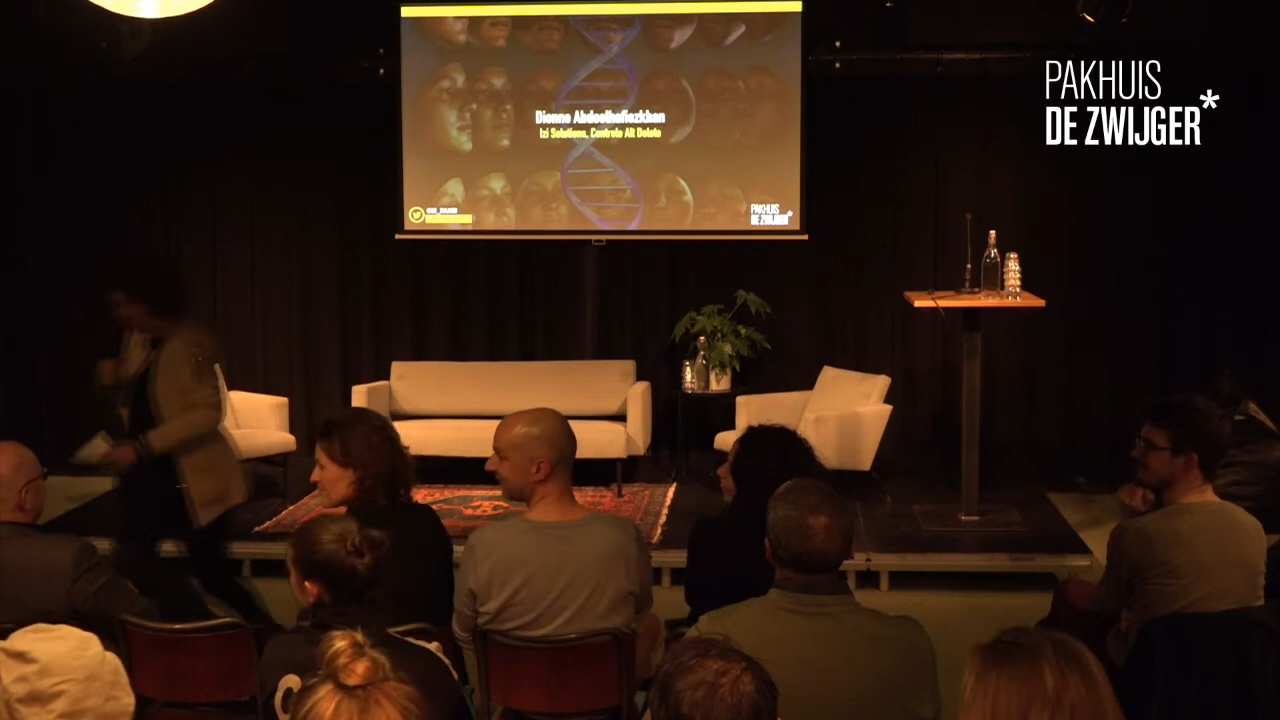 Dionne Abdoelhafiezkhan
Izi Solutions, Controle Alt Delete
PAKHUIS
DE ZWIJGER*
PAKHUIS
DE ZWIJGER*